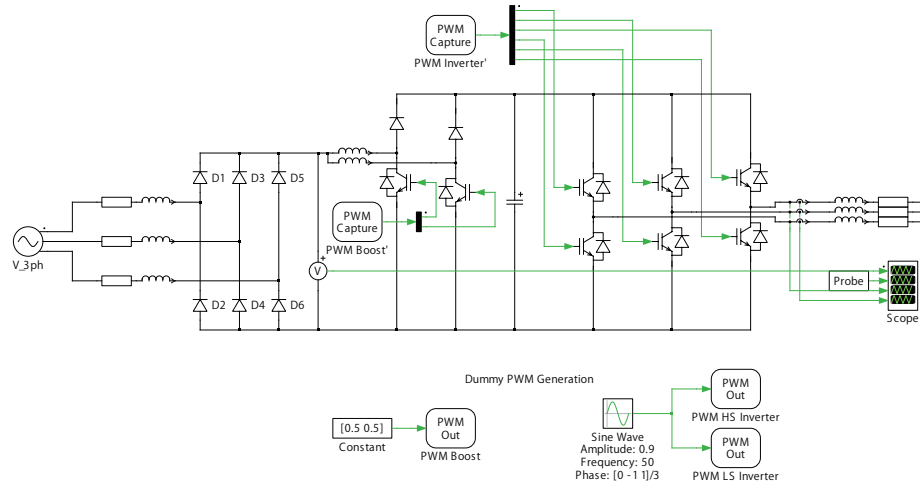 PWM
Capture
PWM Inverter'
D1
D3
D5
PWM
Capture
PWM Boost'
V_3ph
+
V
+
D2
D4
D6
Probe
Scope
Dummy PWM Generation
[0.5 0.5]
Constant
PWM
Out
PWM Boost
Sine Wave
Amplitude: 0.9
Frequency: 50
Phase: [0 -1 1]/3
PWM
Out
PWM HS Inverter
PWM
Out
PWM LS Inverter